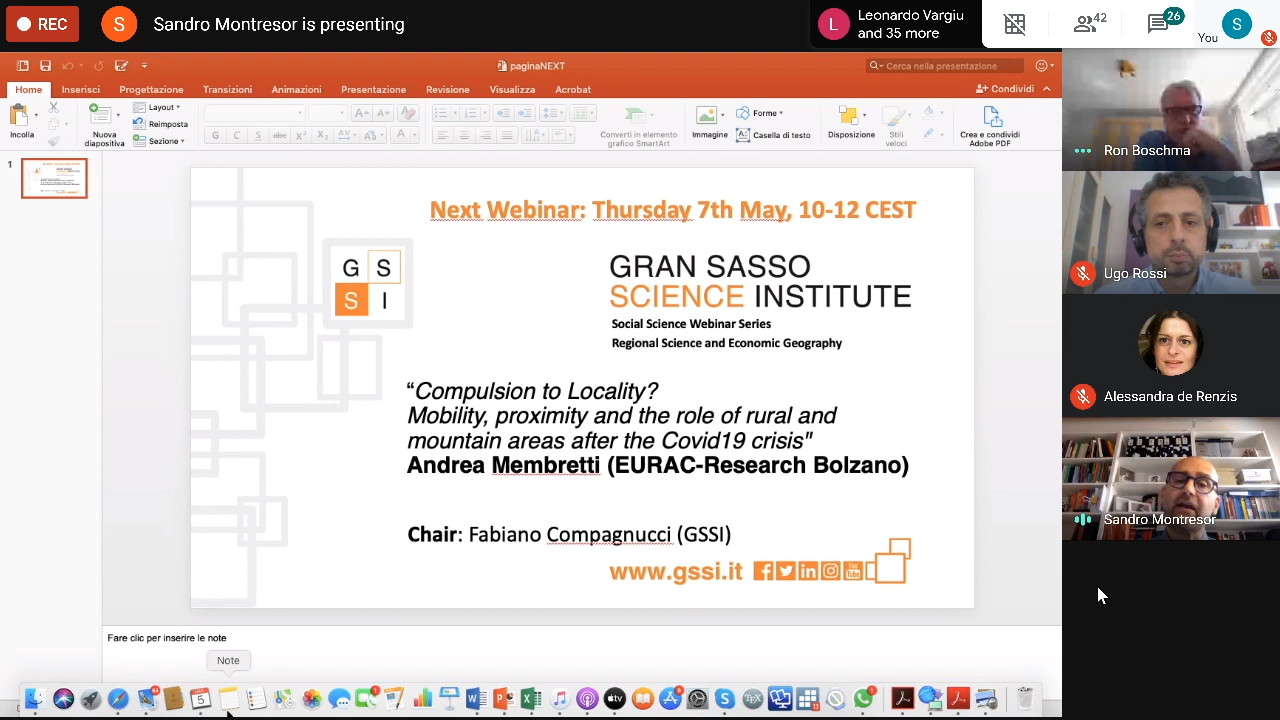 REC
S
Sandro Montresor is presenting
L
Leonardo Vargiu
and 35 more
42
26
You
S
paginaNEXT
Cerca nella presentazione
Home
Inserisci
Progettazione
Transizioni
Animazioni
Presentazione
Revisione
Visualizza
Acrobat
Condividi
Incolla
Nuova
diapositiva
Layout
Reimposta
Sezione
G C S abc X² X₂ AV Aa A
Converti in elemento
grafico SmartArt
Immagine
Forme
Casella di testo
Disposizione
Stili
veloci
Crea e condividi
Adobe PDF
1
Next Webinar: Thursday 7th May, 10-12 CEST
G S
S I
GRAN SASSO
SCIENCE INSTITUTE
Social Science Webinar Series
Regional Science and Economic Geography
“Compulsion to Locality?
Mobility, proximity and the role of rural and
mountain areas after the Covid19 crisis"
Andrea Membretti (EURAC-Research Bolzano)
Chair: Fabiano Compagnucci (GSSI)
www.gssi.it
Fare clic per inserire le note
Note
Ron Boschma
Ugo Rossi
Alessandra de Renzis
Sandro Montresor